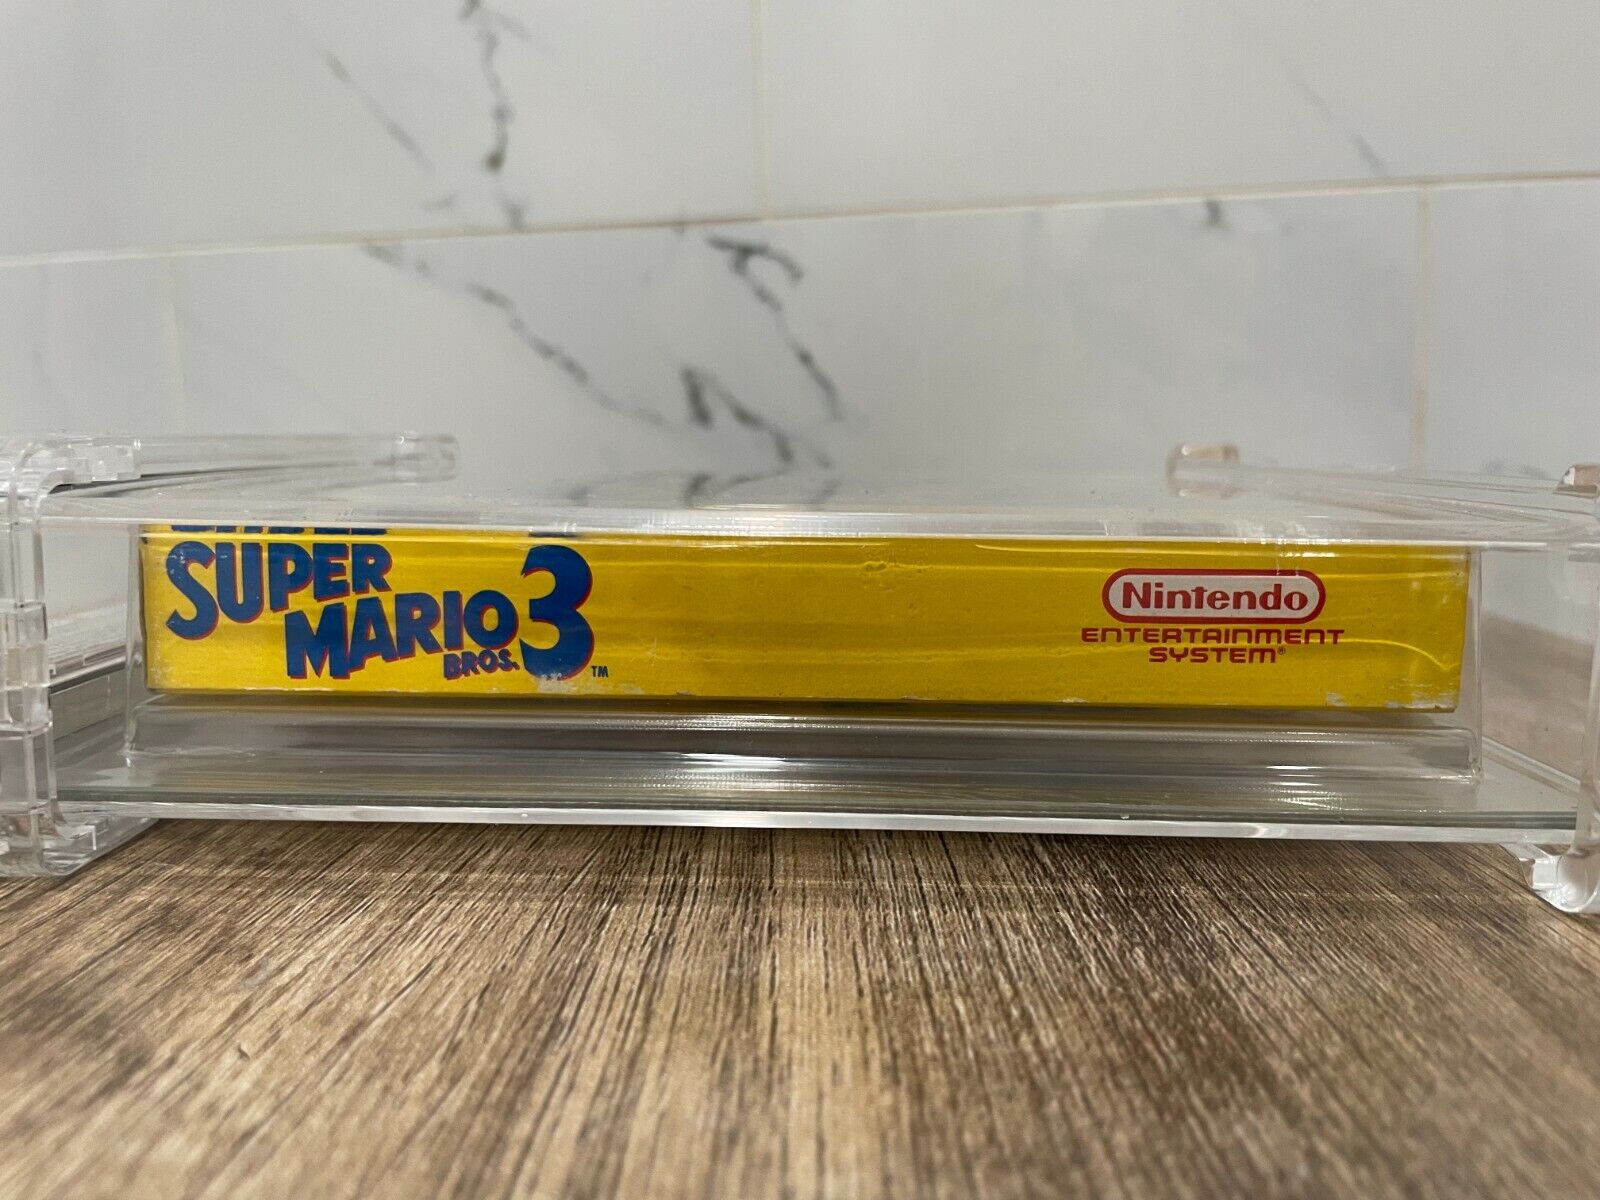 SUPER
MARIO
BROS.
3
TM
Nintendo
ENTERTAINMENT
SYSTEM®